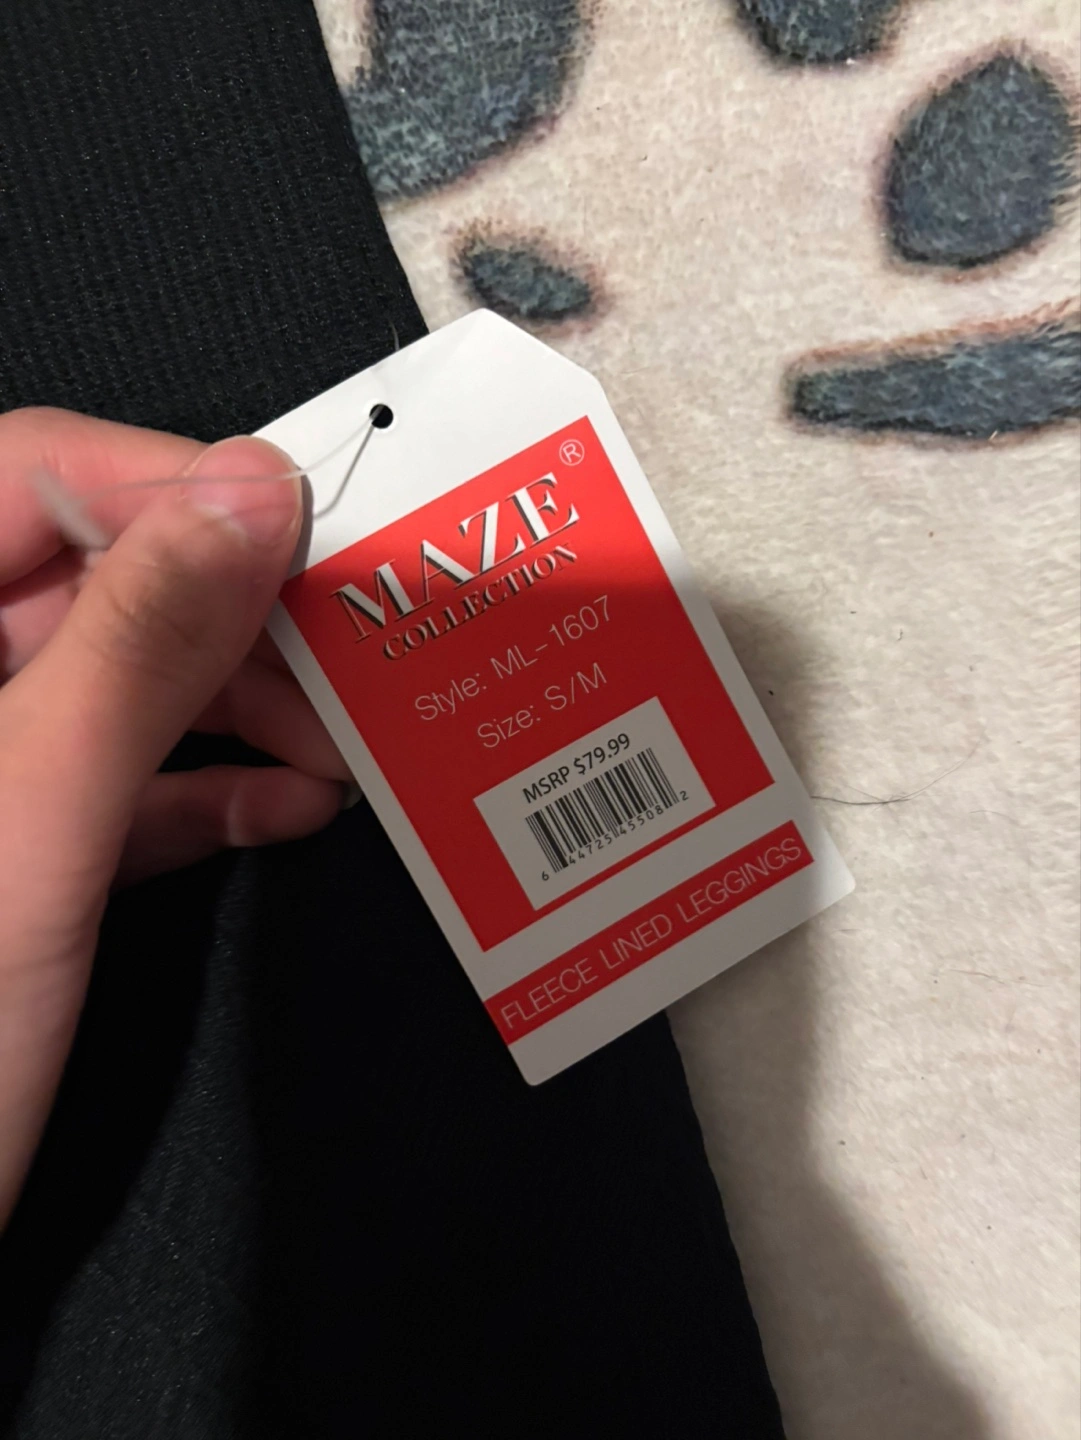 MAZE®
COLLECTION
Style: ML-1607
Size: S/M
MSRP $79.99
6 44725 45508 2
FLEECE LINED LEGGINGS